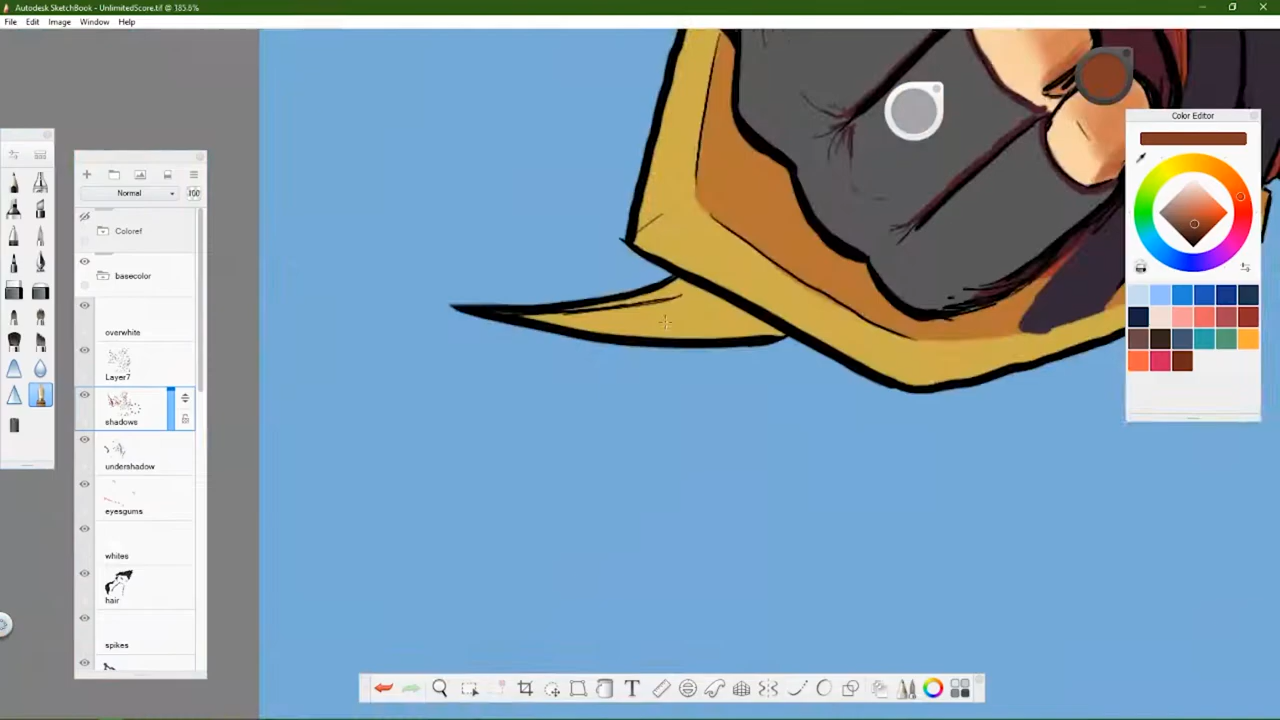 Autodesk SketchBook - UnlimitedScore.tif @ 185.6%
File Edit Image Window Help
Normal
100
Coloref
basecolor
overwhite
Layer7
shadows
undershadow
eyesgums
whites
hair
spikes
Color Editor
T